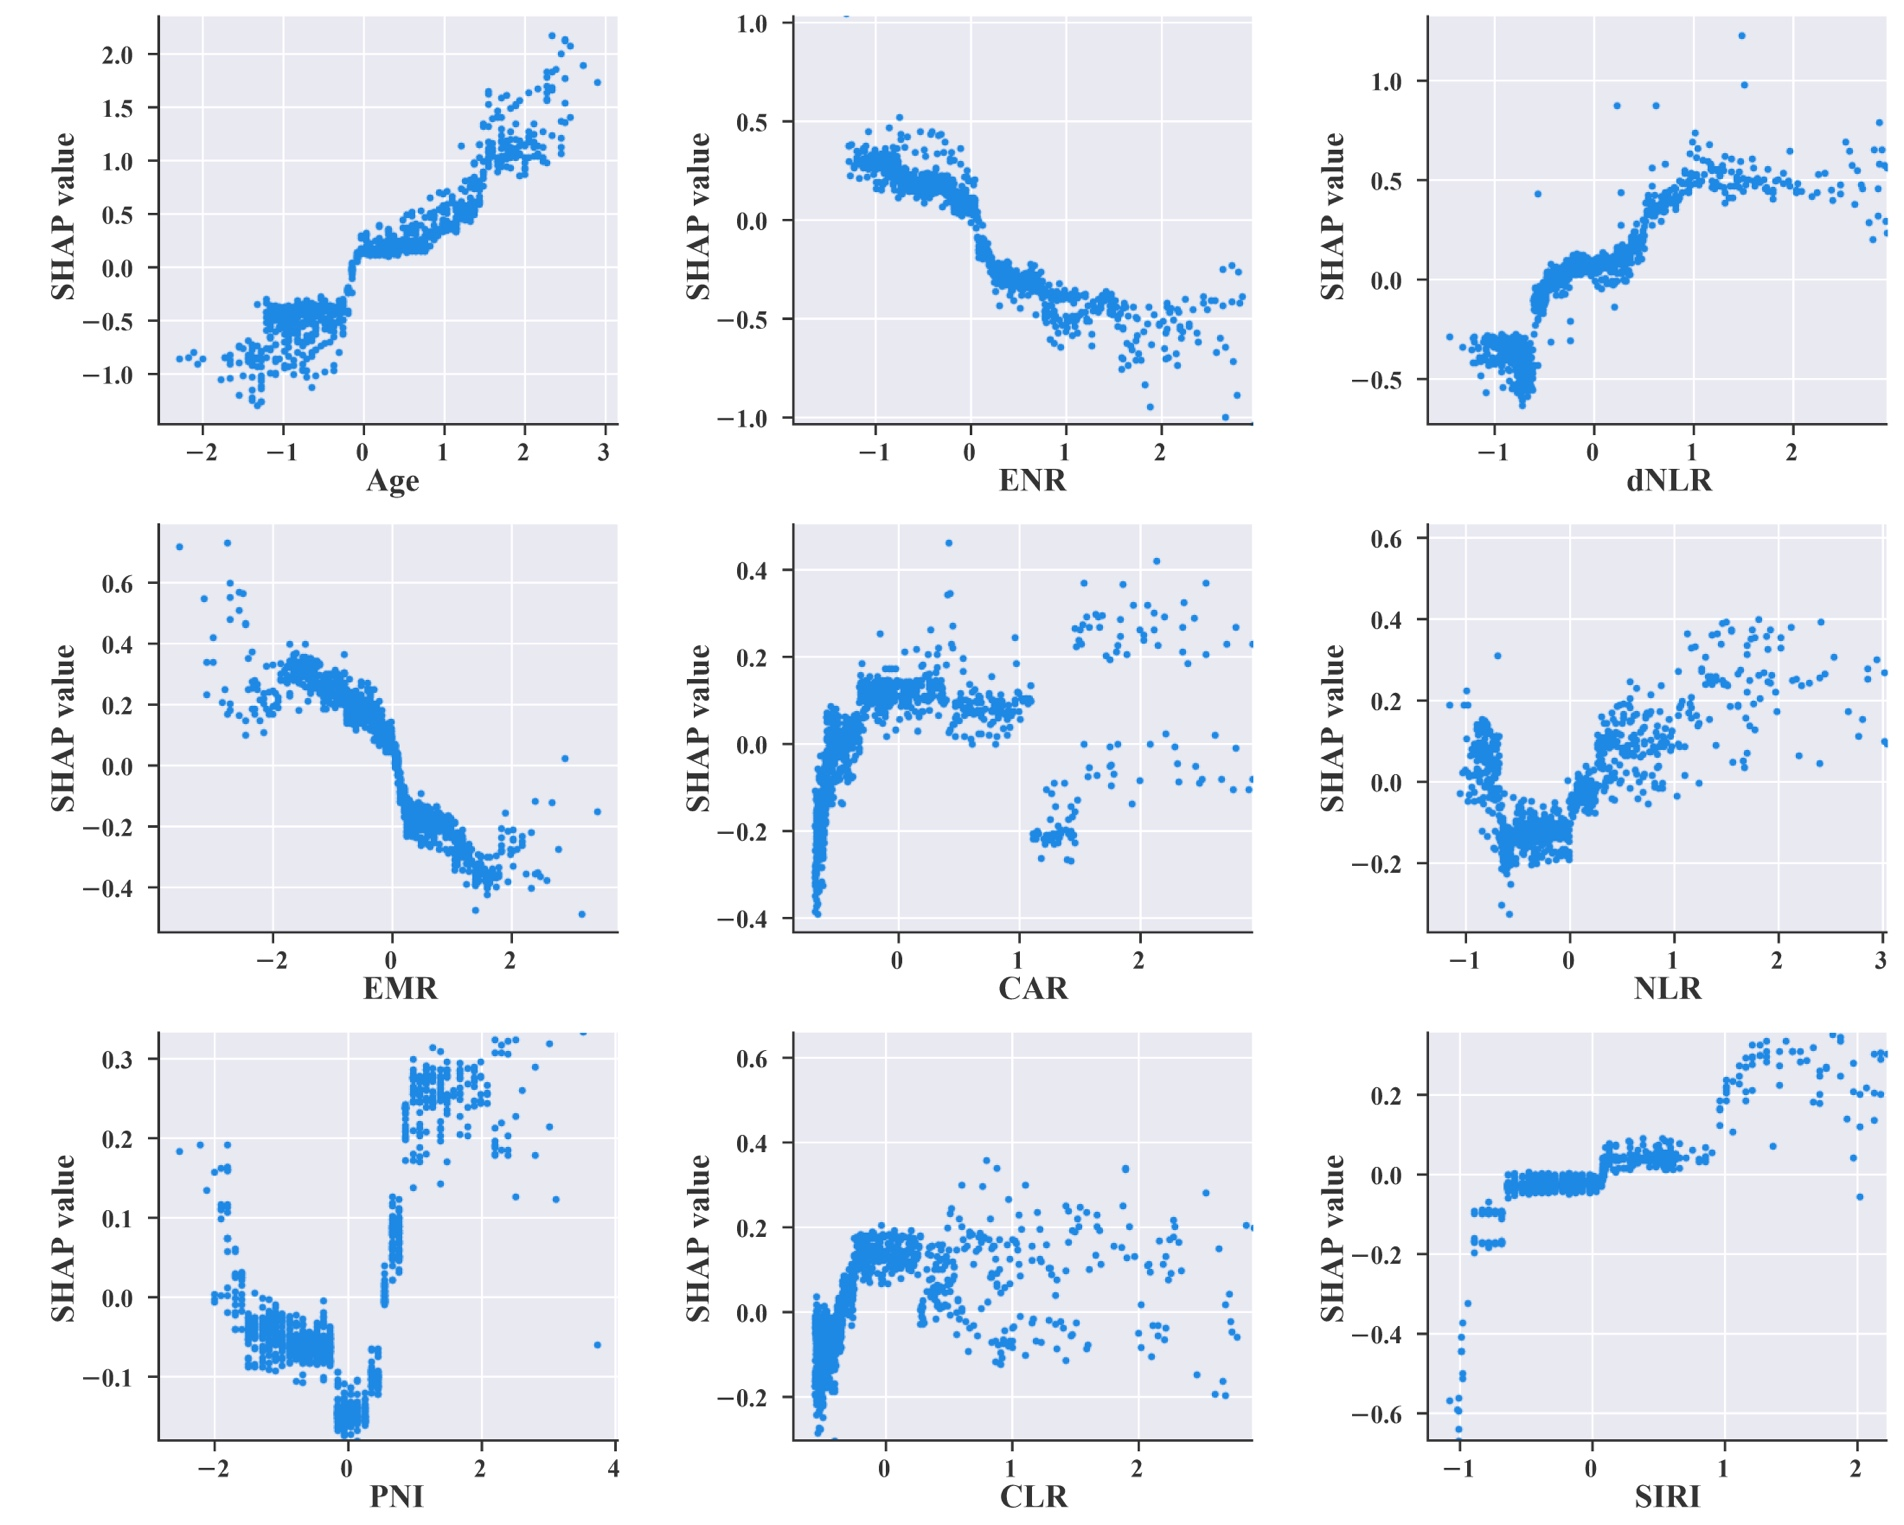 2.0
1.5
1.0
0.5
0.0
−0.5
−1.0
SHAP value
−2 −1 0 1 2 3
Age
1.0
0.5
0.0
−0.5
−1.0
SHAP value
−1 0 1 2
ENR
1.0
0.5
0.0
−0.5
SHAP value
−1 0 1 2
dNLR
0.6
0.4
0.2
0.0
−0.2
−0.4
SHAP value
−2 0 2
EMR
0.4
0.2
0.0
−0.2
−0.4
SHAP value
0 1 2
CAR
0.6
0.4
0.2
0.0
−0.2
SHAP value
−1 0 1 2 3
NLR
0.3
0.2
0.1
0.0
−0.1
SHAP value
−2 0 2 4
PNI
0.6
0.4
0.2
0.0
−0.2
SHAP value
0 1 2
CLR
0.2
0.0
−0.2
−0.4
−0.6
SHAP value
−1 0 1 2
SIRI